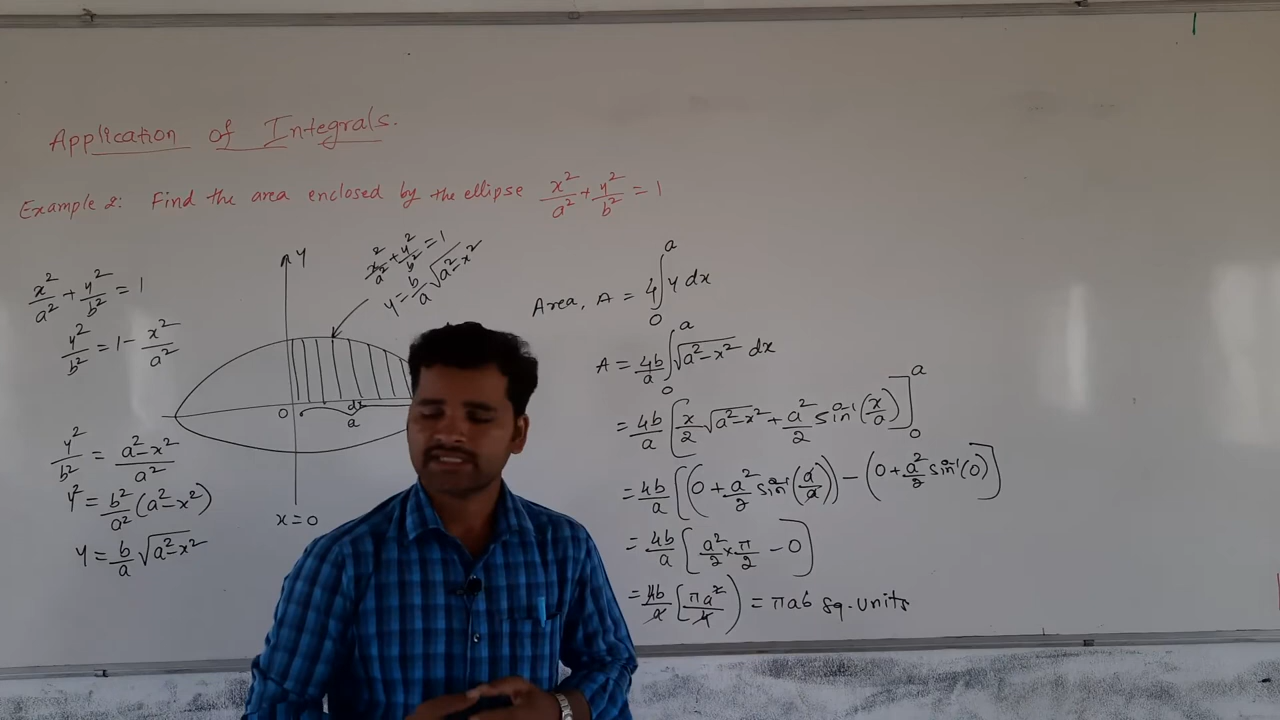 Application of Integrals.
Example 2: Find the area enclosed by the ellipse x²/a² + y²/b² = 1
x²/a² + y²/b² = 1
y²/b² = 1 - x²/a²
y²/b² = (a²-x²)/a²
y² = b²/a² (a²-x²)
y = b/a √(a²-x²)
Y
x²/a² + y²/b² = 1
y = b/a √(a²-x²)
0
dx
a
x=0
Area, A = 4 ∫₀ᵃ y dx
A = 4b/a ∫₀ᵃ √(a²-x²) dx
= 4b/a [x/2 √(a²-x²) + a²/2 sin⁻¹(x/a)]₀ᵃ
= 4b/a [(0 + a²/2 sin⁻¹(a/a)) - (0 + a²/2 sin⁻¹(0)]
= 4b/a [a²/2 × π/2 - 0]
= 4b/a [πa²/4) = πab sq.units